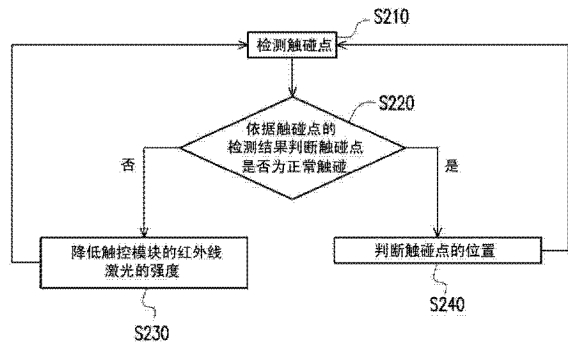 S210
检测触碰点
S220
依据触碰点的
检测结果判断触碰点
是否为正常触碰
否
是
降低触控模块的红外线
激光的强度
判断触碰点的位置
S230
S240